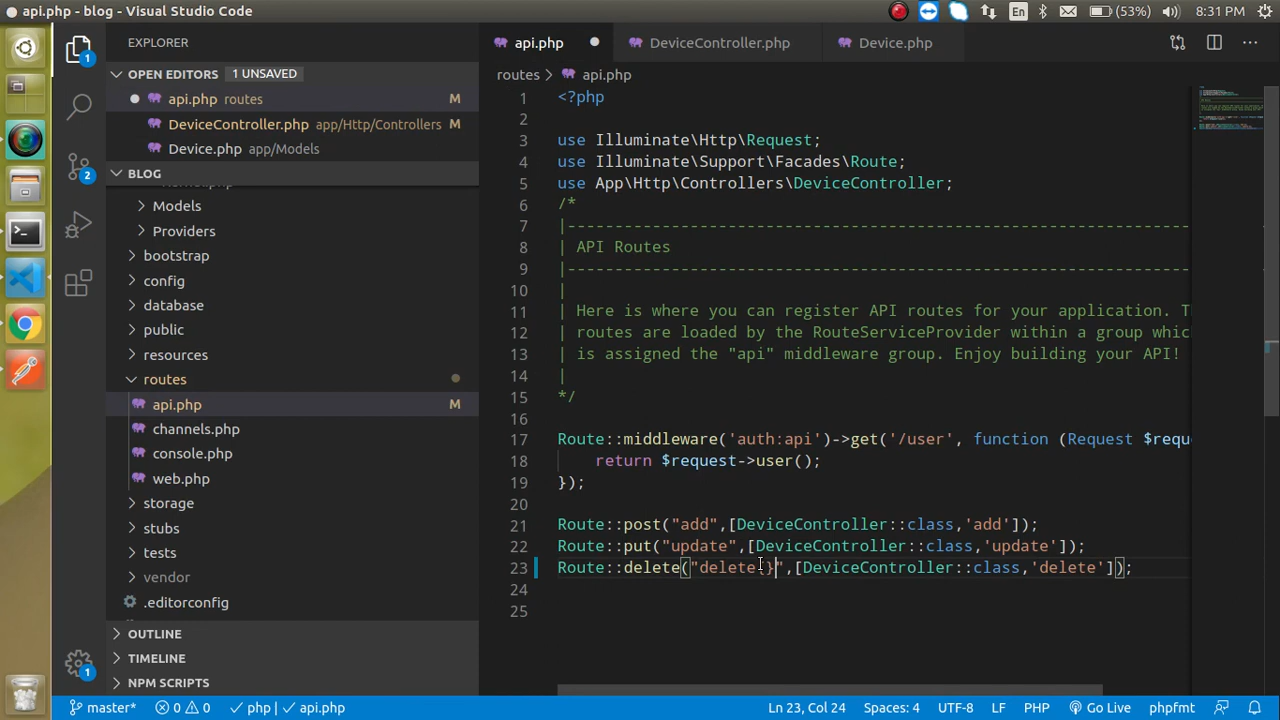 api.php - blog - Visual Studio Code
En
(53%)
8:31 PM
EXPLORER
OPEN EDITORS
1 UNSAVED
api.php routes M
DeviceController.php app/Http/Controllers M
Device.php app/Models
BLOG
Models
Providers
bootstrap
config
database
public
resources
routes
api.php M
channels.php
console.php
web.php
storage
stubs
tests
vendor
.editorconfig
OUTLINE
TIMELINE
NPM SCRIPTS
1
2
1
api.php
DeviceController.php
Device.php
routes > api.php
1 <?php
2
3 use Illuminate\Http\Request;
4 use Illuminate\Support\Facades\Route;
5 use App\Http\Controllers\DeviceController;
6 /*
7 |--------------------------------------------------------------------------
8 | API Routes
9 |--------------------------------------------------------------------------
10 |
11 | Here is where you can register API routes for your application. T
12 | routes are loaded by the RouteServiceProvider within a group whic
13 | is assigned the "api" middleware group. Enjoy building your API!
14 |
15 */
16
17 Route::middleware('auth:api')->get('/user', function (Request $requ
18 return $request->user();
19 });
20
21 Route::post("add",[DeviceController::class,'add']);
22 Route::put("update",[DeviceController::class,'update']);
23 Route::delete("delete{}",[DeviceController::class,'delete']);
24
25
master*
0 0
php
api.php
Ln 23, Col 24
Spaces: 4
UTF-8
LF
PHP
Go Live
phpfmt